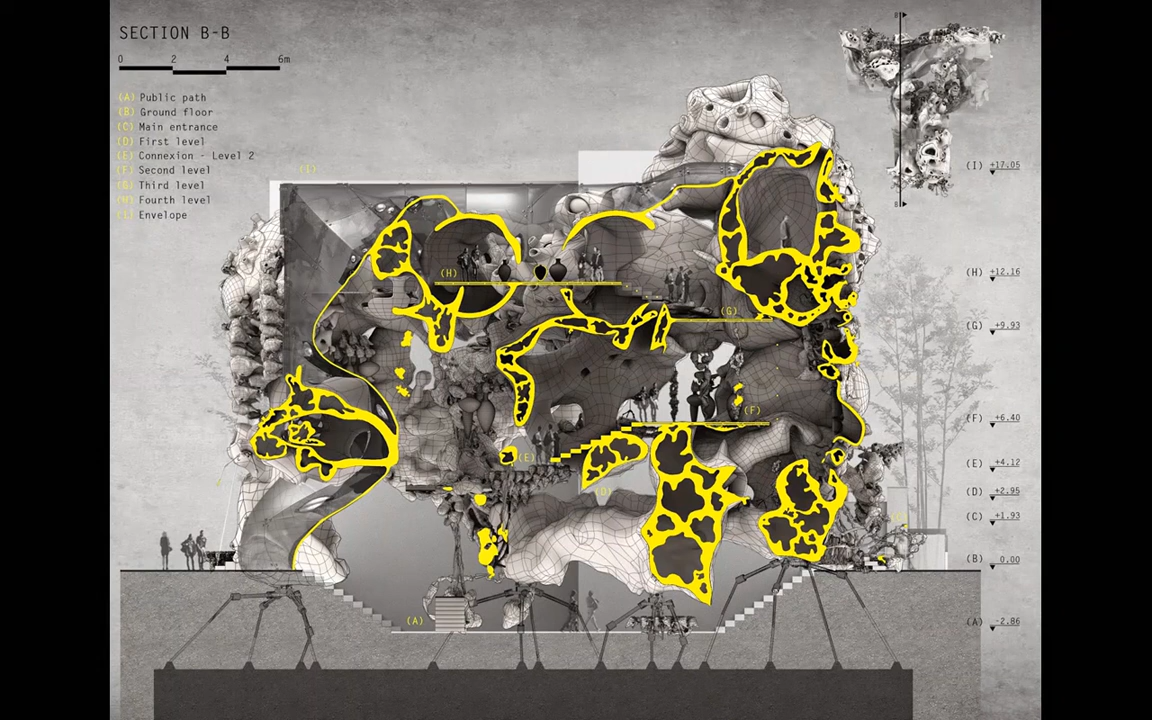 SECTION B-B
0 2 4 6m
(A) Public path
(B) Ground floor
(C) Main entrance
(D) First level
(E) Connexion - Level 2
(F) Second level
(G) Third level
(H) Fourth level
(I) Envelope
B
B
(I)
(I) +17.05
(H)
(H) +12.16
(G)
(G) +9.93
(F)
(F) +6.40
(E)
(E) +4.12
(D)
(D) +2.95
(C) +1.93
(B) 0.00
(A)
(A) -2.86